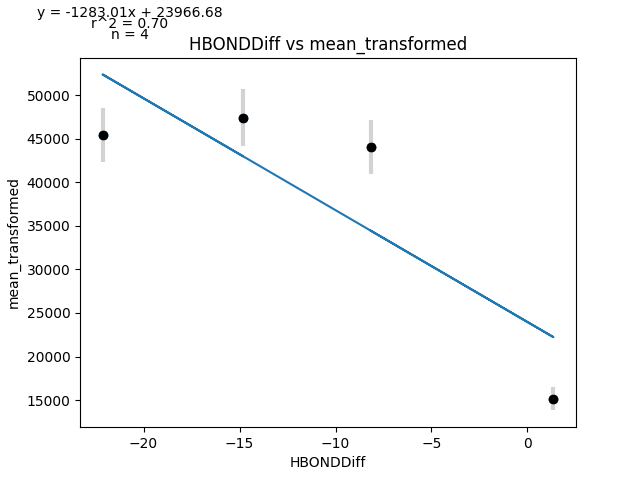 y = -1283.01x + 23966.68
r^2 = 0.70
n = 4
HBONDDiff vs mean_transformed
50000
45000
40000
35000
30000
25000
20000
15000
mean_transformed
−20
−15
−10
−5
0
HBONDDiff